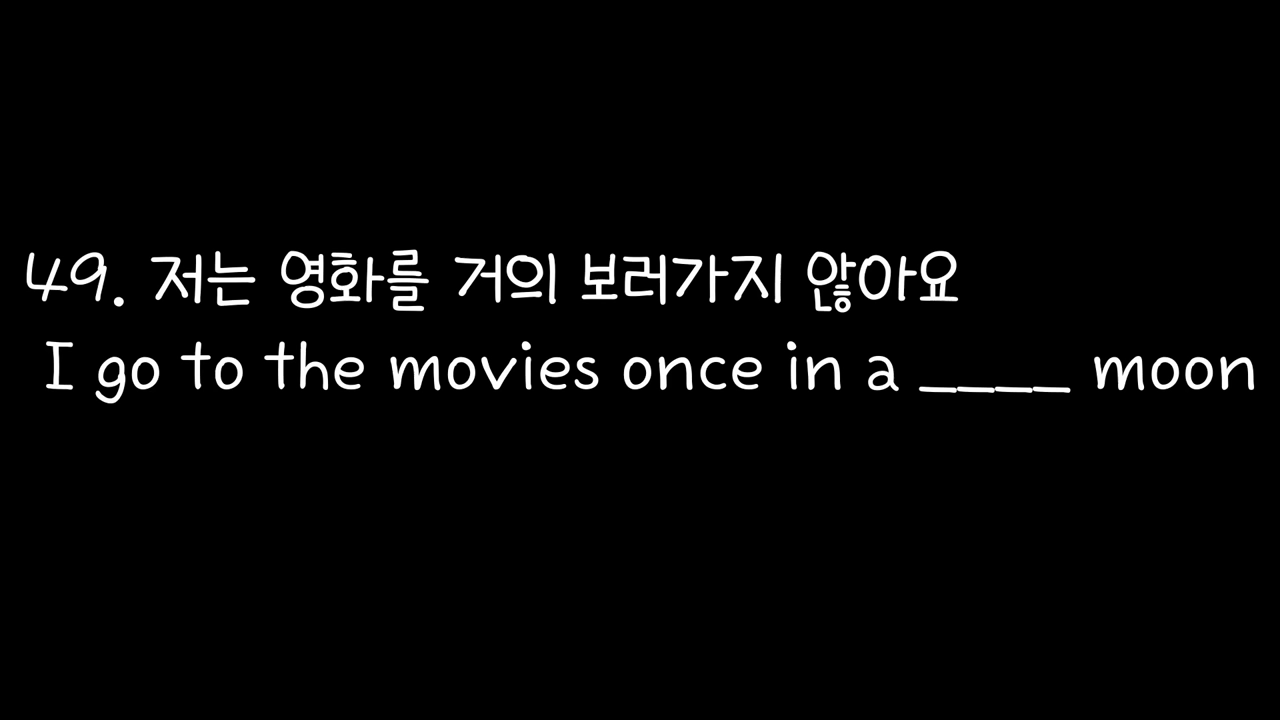 49. 저는 영화를 거의 보러가지 않아요
I go to the movies once in a ____ moon